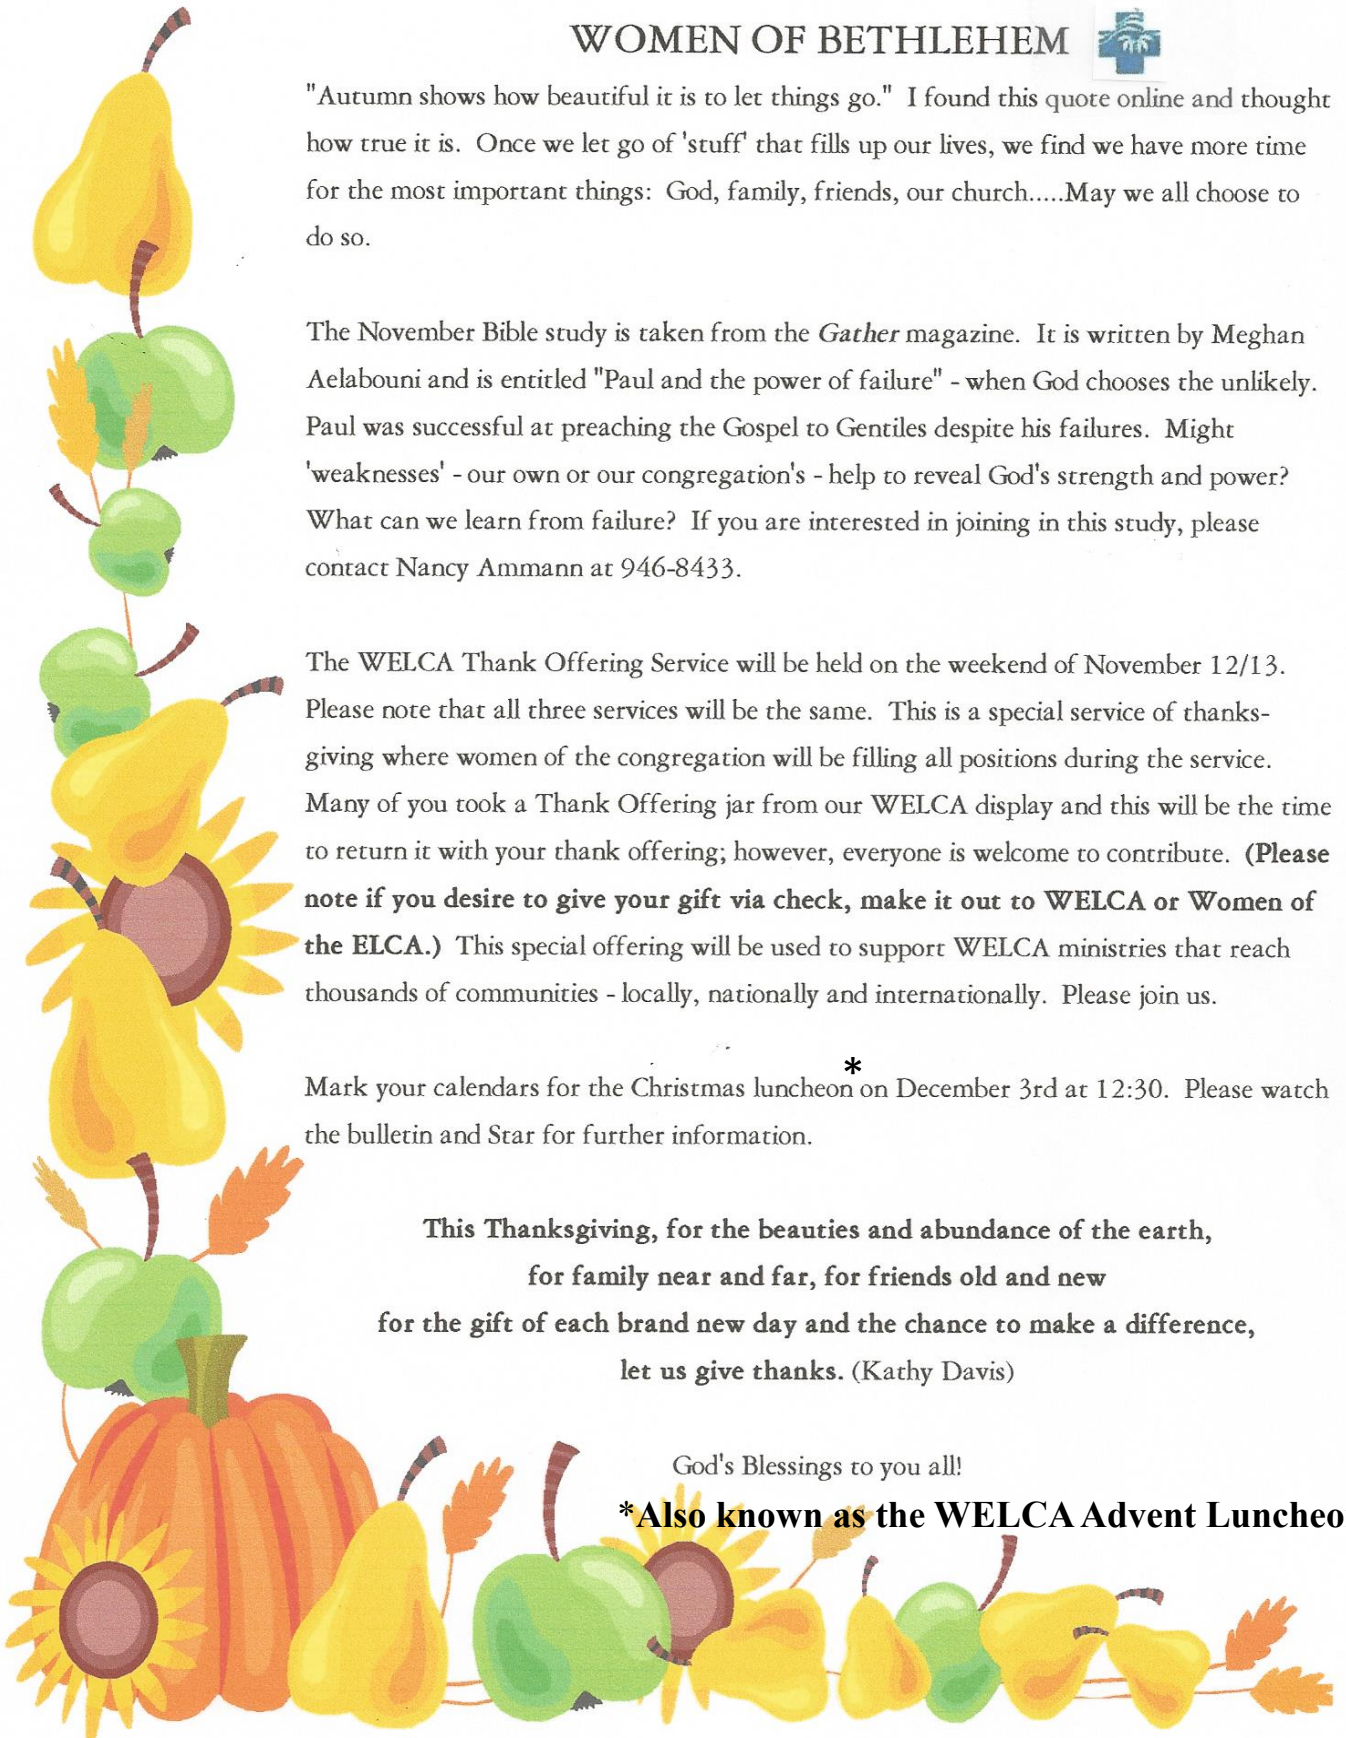 WOMEN OF BETHLEHEM
"Autumn shows how beautiful it is to let things go."  I found this quote online and thought
how true it is.  Once we let go of 'stuff' that fills up our lives, we find we have more time
for the most important things:  God, family, friends, our church.....May we all choose to
do so.
The November Bible study is taken from the Gather magazine.  It is written by Meghan
Aelabouni and is entitled "Paul and the power of failure" - when God chooses the unlikely.
Paul was successful at preaching the Gospel to Gentiles despite his failures.  Might
'weaknesses' - our own or our congregation's - help to reveal God's strength and power?
What can we learn from failure?  If you are interested in joining in this study, please
contact Nancy Ammann at 946-8433.
The WELCA Thank Offering Service will be held on the weekend of November 12/13.
Please note that all three services will be the same.  This is a special service of thanks-
giving where women of the congregation will be filling all positions during the service.
Many of you took a Thank Offering jar from our WELCA display and this will be the time
to return it with your thank offering; however, everyone is welcome to contribute.  (Please
note if you desire to give your gift via check, make it out to WELCA or Women of
the ELCA.)  This special offering will be used to support WELCA ministries that reach
thousands of communities - locally, nationally and internationally.  Please join us.
Mark your calendars for the Christmas luncheon* on December 3rd at 12:30.  Please watch
the bulletin and Star for further information.
This Thanksgiving, for the beauties and abundance of the earth,
for family near and far, for friends old and new
for the gift of each brand new day and the chance to make a difference,
let us give thanks. (Kathy Davis)
God's Blessings to you all!
*Also known as the WELCA Advent Luncheo